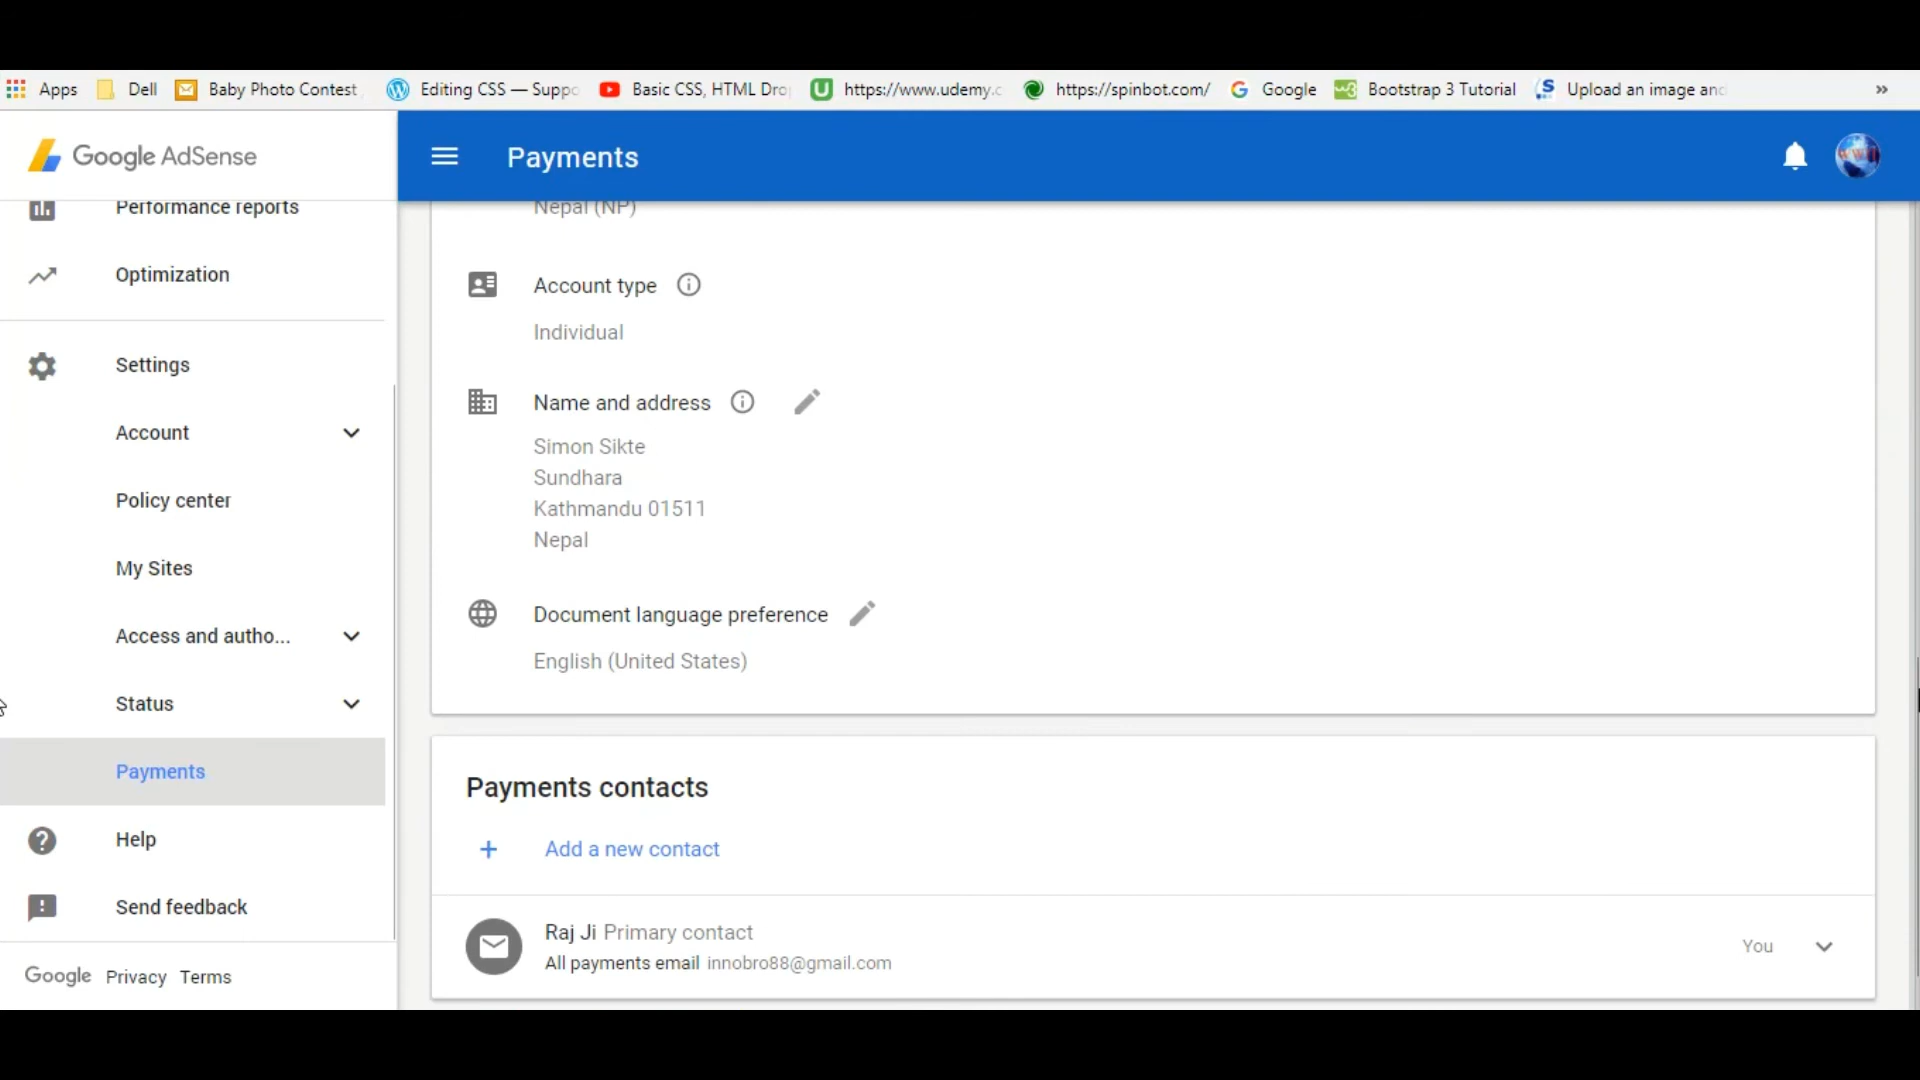 Apps
Dell
Baby Photo Contest
Editing CSS — Suppo
Basic CSS, HTML Dro
https://www.udemy.c
https://spinbot.com/
Google
Bootstrap 3 Tutorial
Upload an image and
»
Google AdSense
Payments
Performance reports
Optimization
Settings
Account
Policy center
My Sites
Access and autho...
Status
Payments
Help
Send feedback
Google Privacy Terms
Nepal (NP)
Account type
Individual
Name and address
Simon Sikte
Sundhara
Kathmandu 01511
Nepal
Document language preference
English (United States)
Payments contacts
+ Add a new contact
Raj Ji Primary contact
All payments email innobro88@gmail.com
You